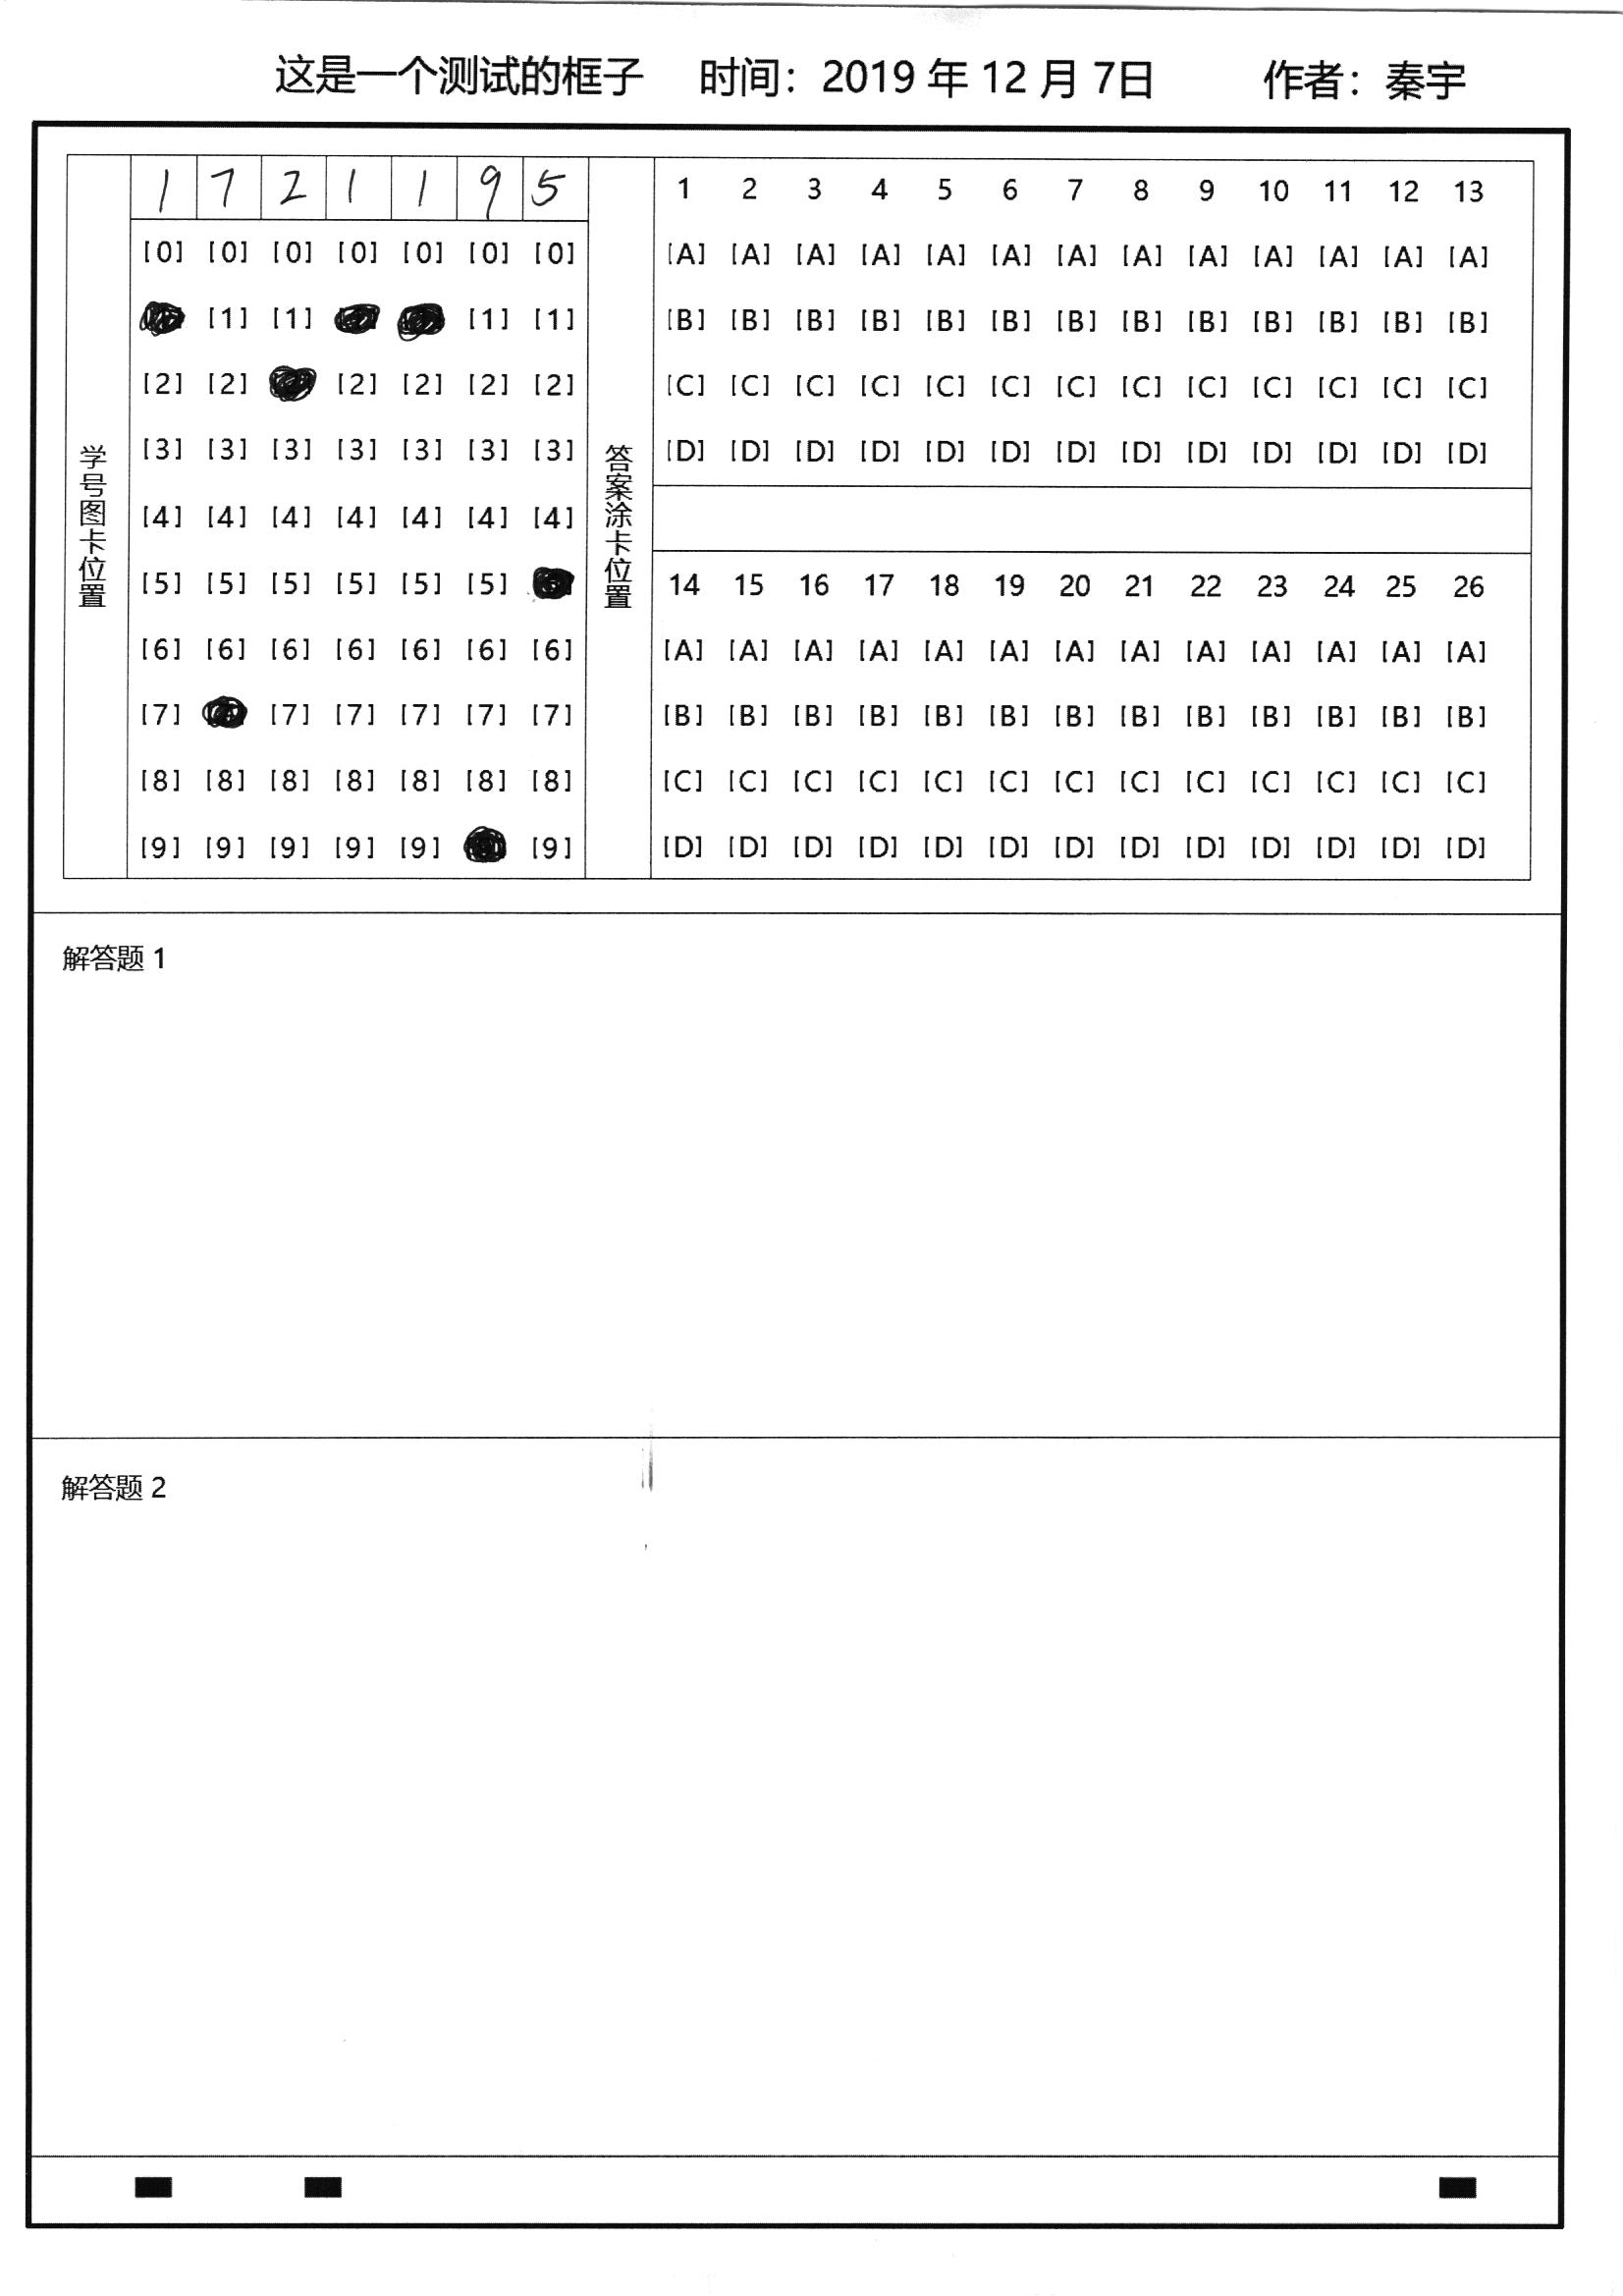 这是一个测试的框子 时间：2019 年 12 月 7日 作者：秦宇
学号图卡位置
1 7 2 1 1 9 5
[0] [0] [0] [0] [0] [0] [0]
[1] [1] [1] [1]
[2] [2] [2] [2] [2] [2]
[3] [3] [3] [3] [3] [3] [3]
[4] [4] [4] [4] [4] [4] [4]
[5] [5] [5] [5] [5] [5]
[6] [6] [6] [6] [6] [6] [6]
[7] [7] [7] [7] [7] [7]
[8] [8] [8] [8] [8] [8] [8]
[9] [9] [9] [9] [9] [9]
答案涂卡位置
1 2 3 4 5 6 7 8 9 10 11 12 13
[A] [A] [A] [A] [A] [A] [A] [A] [A] [A] [A] [A] [A]
[B] [B] [B] [B] [B] [B] [B] [B] [B] [B] [B] [B] [B]
[C] [C] [C] [C] [C] [C] [C] [C] [C] [C] [C] [C] [C]
[D] [D] [D] [D] [D] [D] [D] [D] [D] [D] [D] [D] [D]
14 15 16 17 18 19 20 21 22 23 24 25 26
[A] [A] [A] [A] [A] [A] [A] [A] [A] [A] [A] [A] [A]
[B] [B] [B] [B] [B] [B] [B] [B] [B] [B] [B] [B] [B]
[C] [C] [C] [C] [C] [C] [C] [C] [C] [C] [C] [C] [C]
[D] [D] [D] [D] [D] [D] [D] [D] [D] [D] [D] [D] [D]
解答题 1
解答题 2